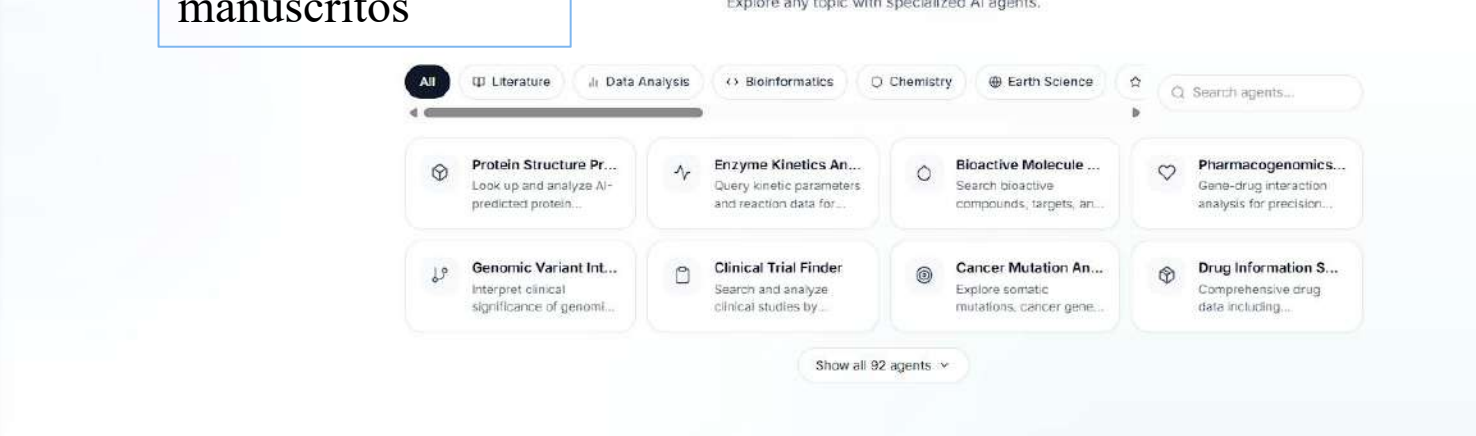 manuscritos
Explore any topic with specialized AI agents.
All Literature Data Analysis Bioinformatics Chemistry Earth Science Search agents...
Protein Structure Pr...
Look up and analyze AI-
predicted protein...
Enzyme Kinetics An...
Query kinetic parameters
and reaction data for...
Bioactive Molecule ...
Search bioactive
compounds, targets, an...
Pharmacogenomics...
Gene-drug interaction
analysis for precision...
Genomic Variant Int...
Interpret clinical
significance of genomi...
Clinical Trial Finder
Search and analyze
clinical studies by...
Cancer Mutation An...
Explore somatic
mutations, cancer gene...
Drug Information S...
Comprehensive drug
data including...
Show all 92 agents